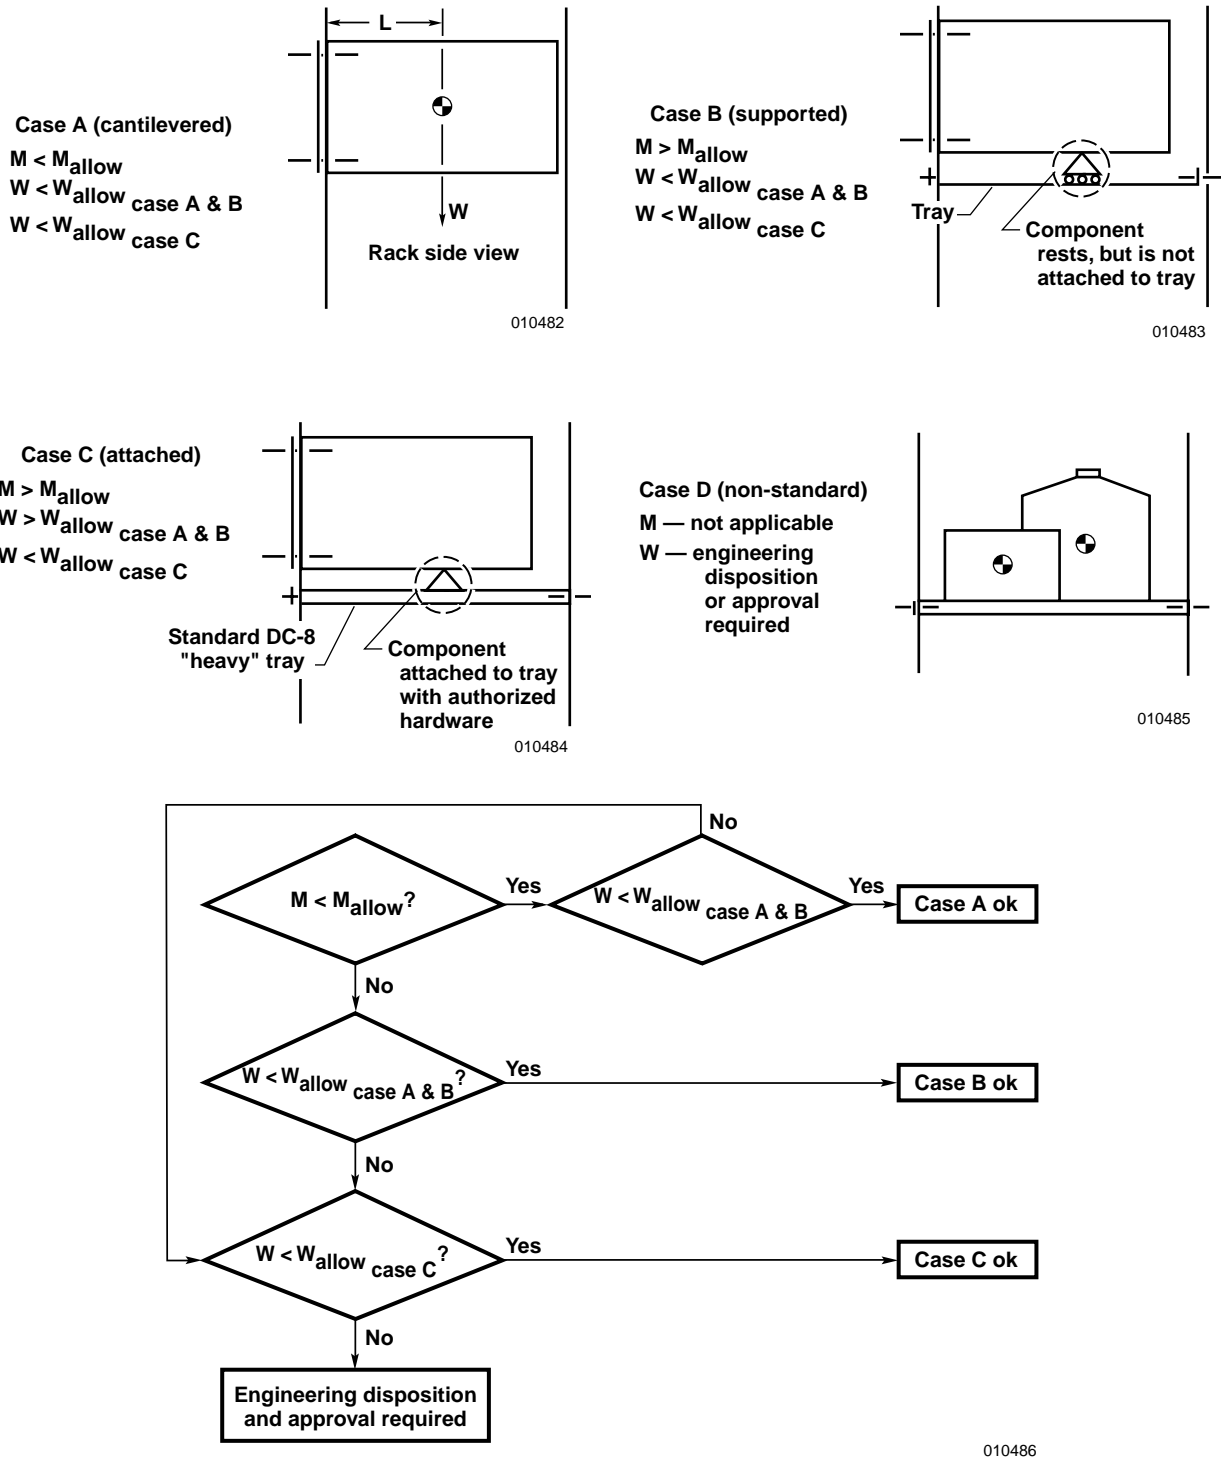 L
Case A (cantilevered)
M < Mallow
W < Wallow case A & B
W < Wallow case C
W
Rack side view
010482
Case B (supported)
M > Mallow
W < Wallow case A & B
W < Wallow case C
Tray
Component
rests, but is not
attached to tray
010483
Case C (attached)
M > Mallow
W > Wallow case A & B
W < Wallow case C
Standard DC-8
"heavy" tray
Component
attached to tray
with authorized
hardware
010484
Case D (non-standard)
M — not applicable
W — engineering
disposition
or approval
required
010485
No
M < Mallow?
Yes
W < Wallow case A & B
Yes
Case A ok
No
W < Wallow case A & B?
Yes
Case B ok
No
W < Wallow case C?
Yes
Case C ok
No
Engineering disposition
and approval required
010486